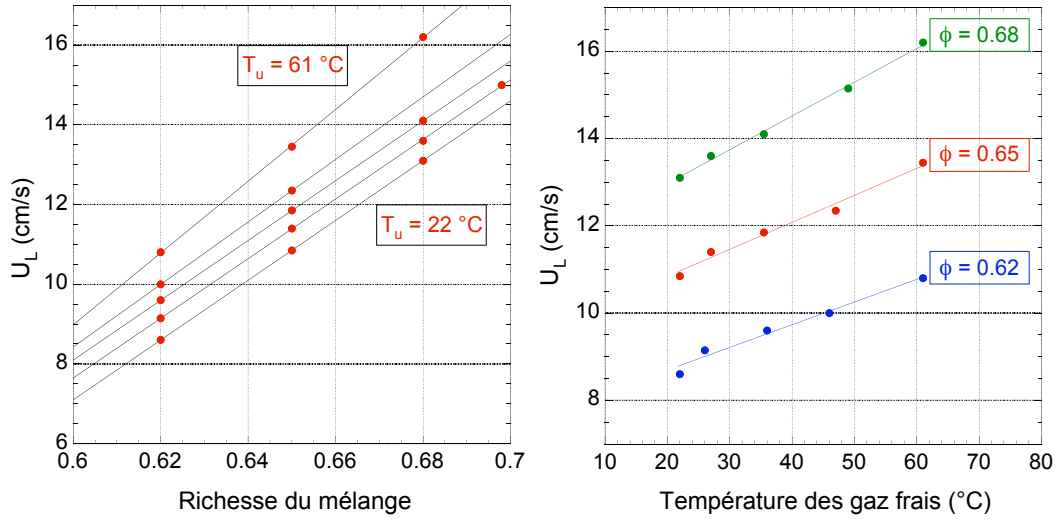 16
14
12
10
8
6
U_L (cm/s)
T_u = 61 °C
T_u = 22 °C
0.6
0.62
0.64
0.66
0.68
0.7
Richesse du mélange
16
14
12
10
8
U_L (cm/s)
ϕ = 0.68
ϕ = 0.65
ϕ = 0.62
10
20
30
40
50
60
70
80
Température des gaz frais (°C)